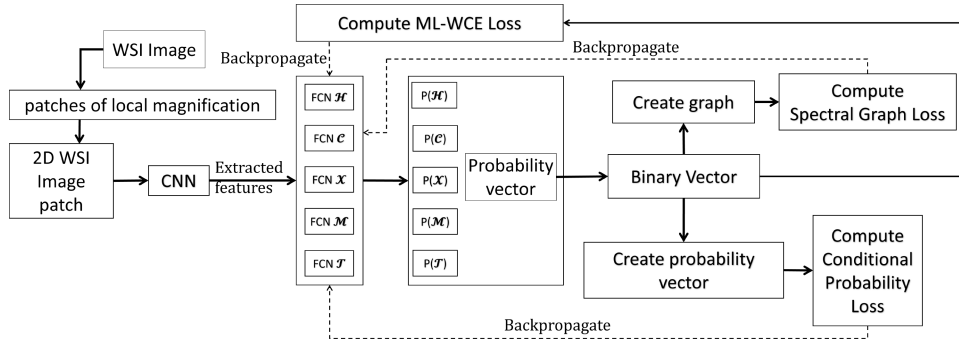 Compute ML-WCE Loss
WSI Image
Backpropagate
Backpropagate
patches of local magnification
2D WSI
Image
patch
CNN
Extracted
features
FCN 𝓗
FCN 𝓒
FCN 𝓧
FCN 𝓜
FCN 𝓣
P(𝓗)
P(𝓒)
P(𝓧)
P(𝓜)
P(𝓣)
Probability
vector
Create graph
Compute
Spectral Graph Loss
Binary Vector
Create probability
vector
Compute
Conditional
Probability
Loss
Backpropagate